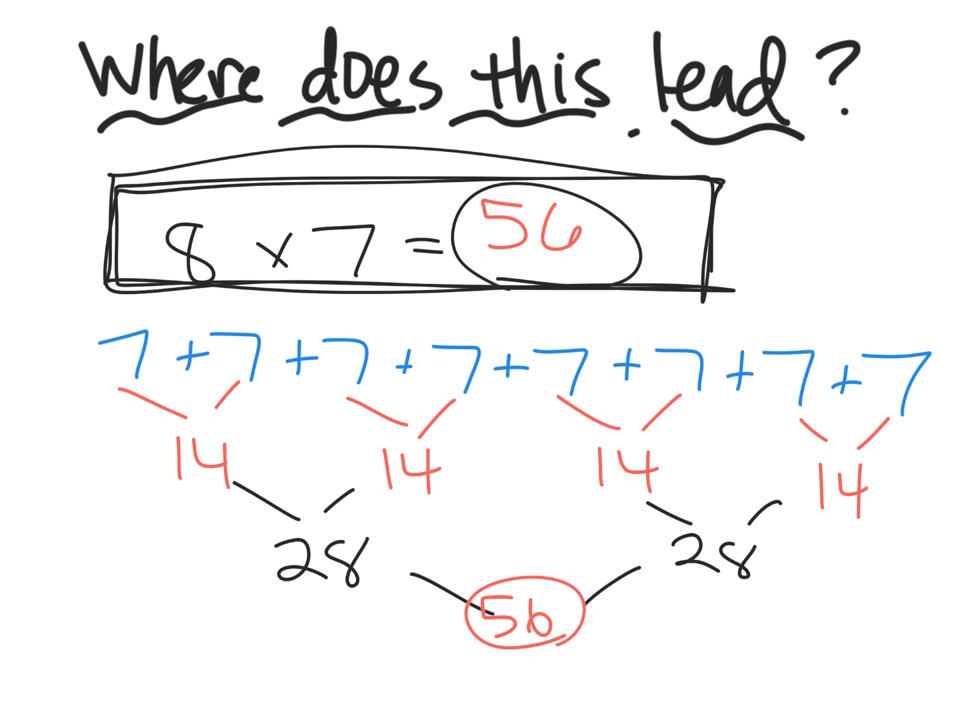 Where does this lead?
8 × 7 = 56
7 + 7 + 7 + 7 + 7 + 7 + 7 + 7
14 14 14 14
28 28
56